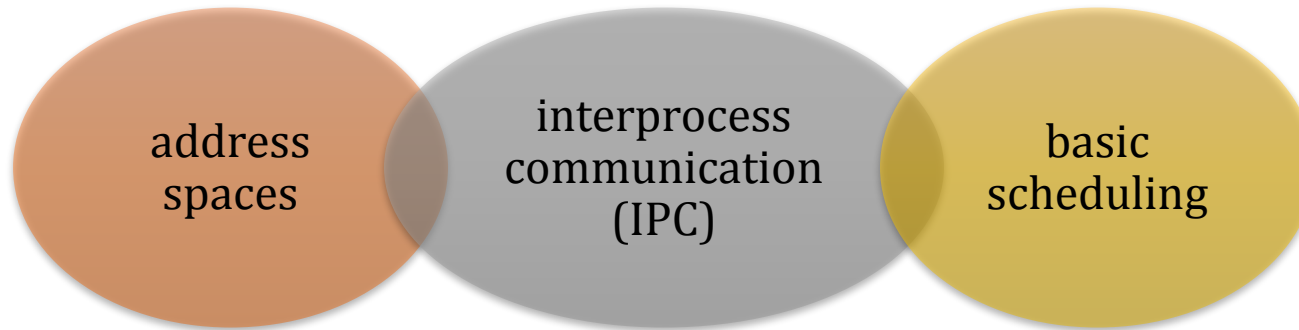 address
spaces
interprocess
communication
(IPC)
basic
scheduling